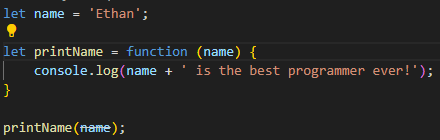 let name = 'Ethan';
let printName = function (name) {
    console.log(name + ' is the best programmer ever!');
}
printName(name);